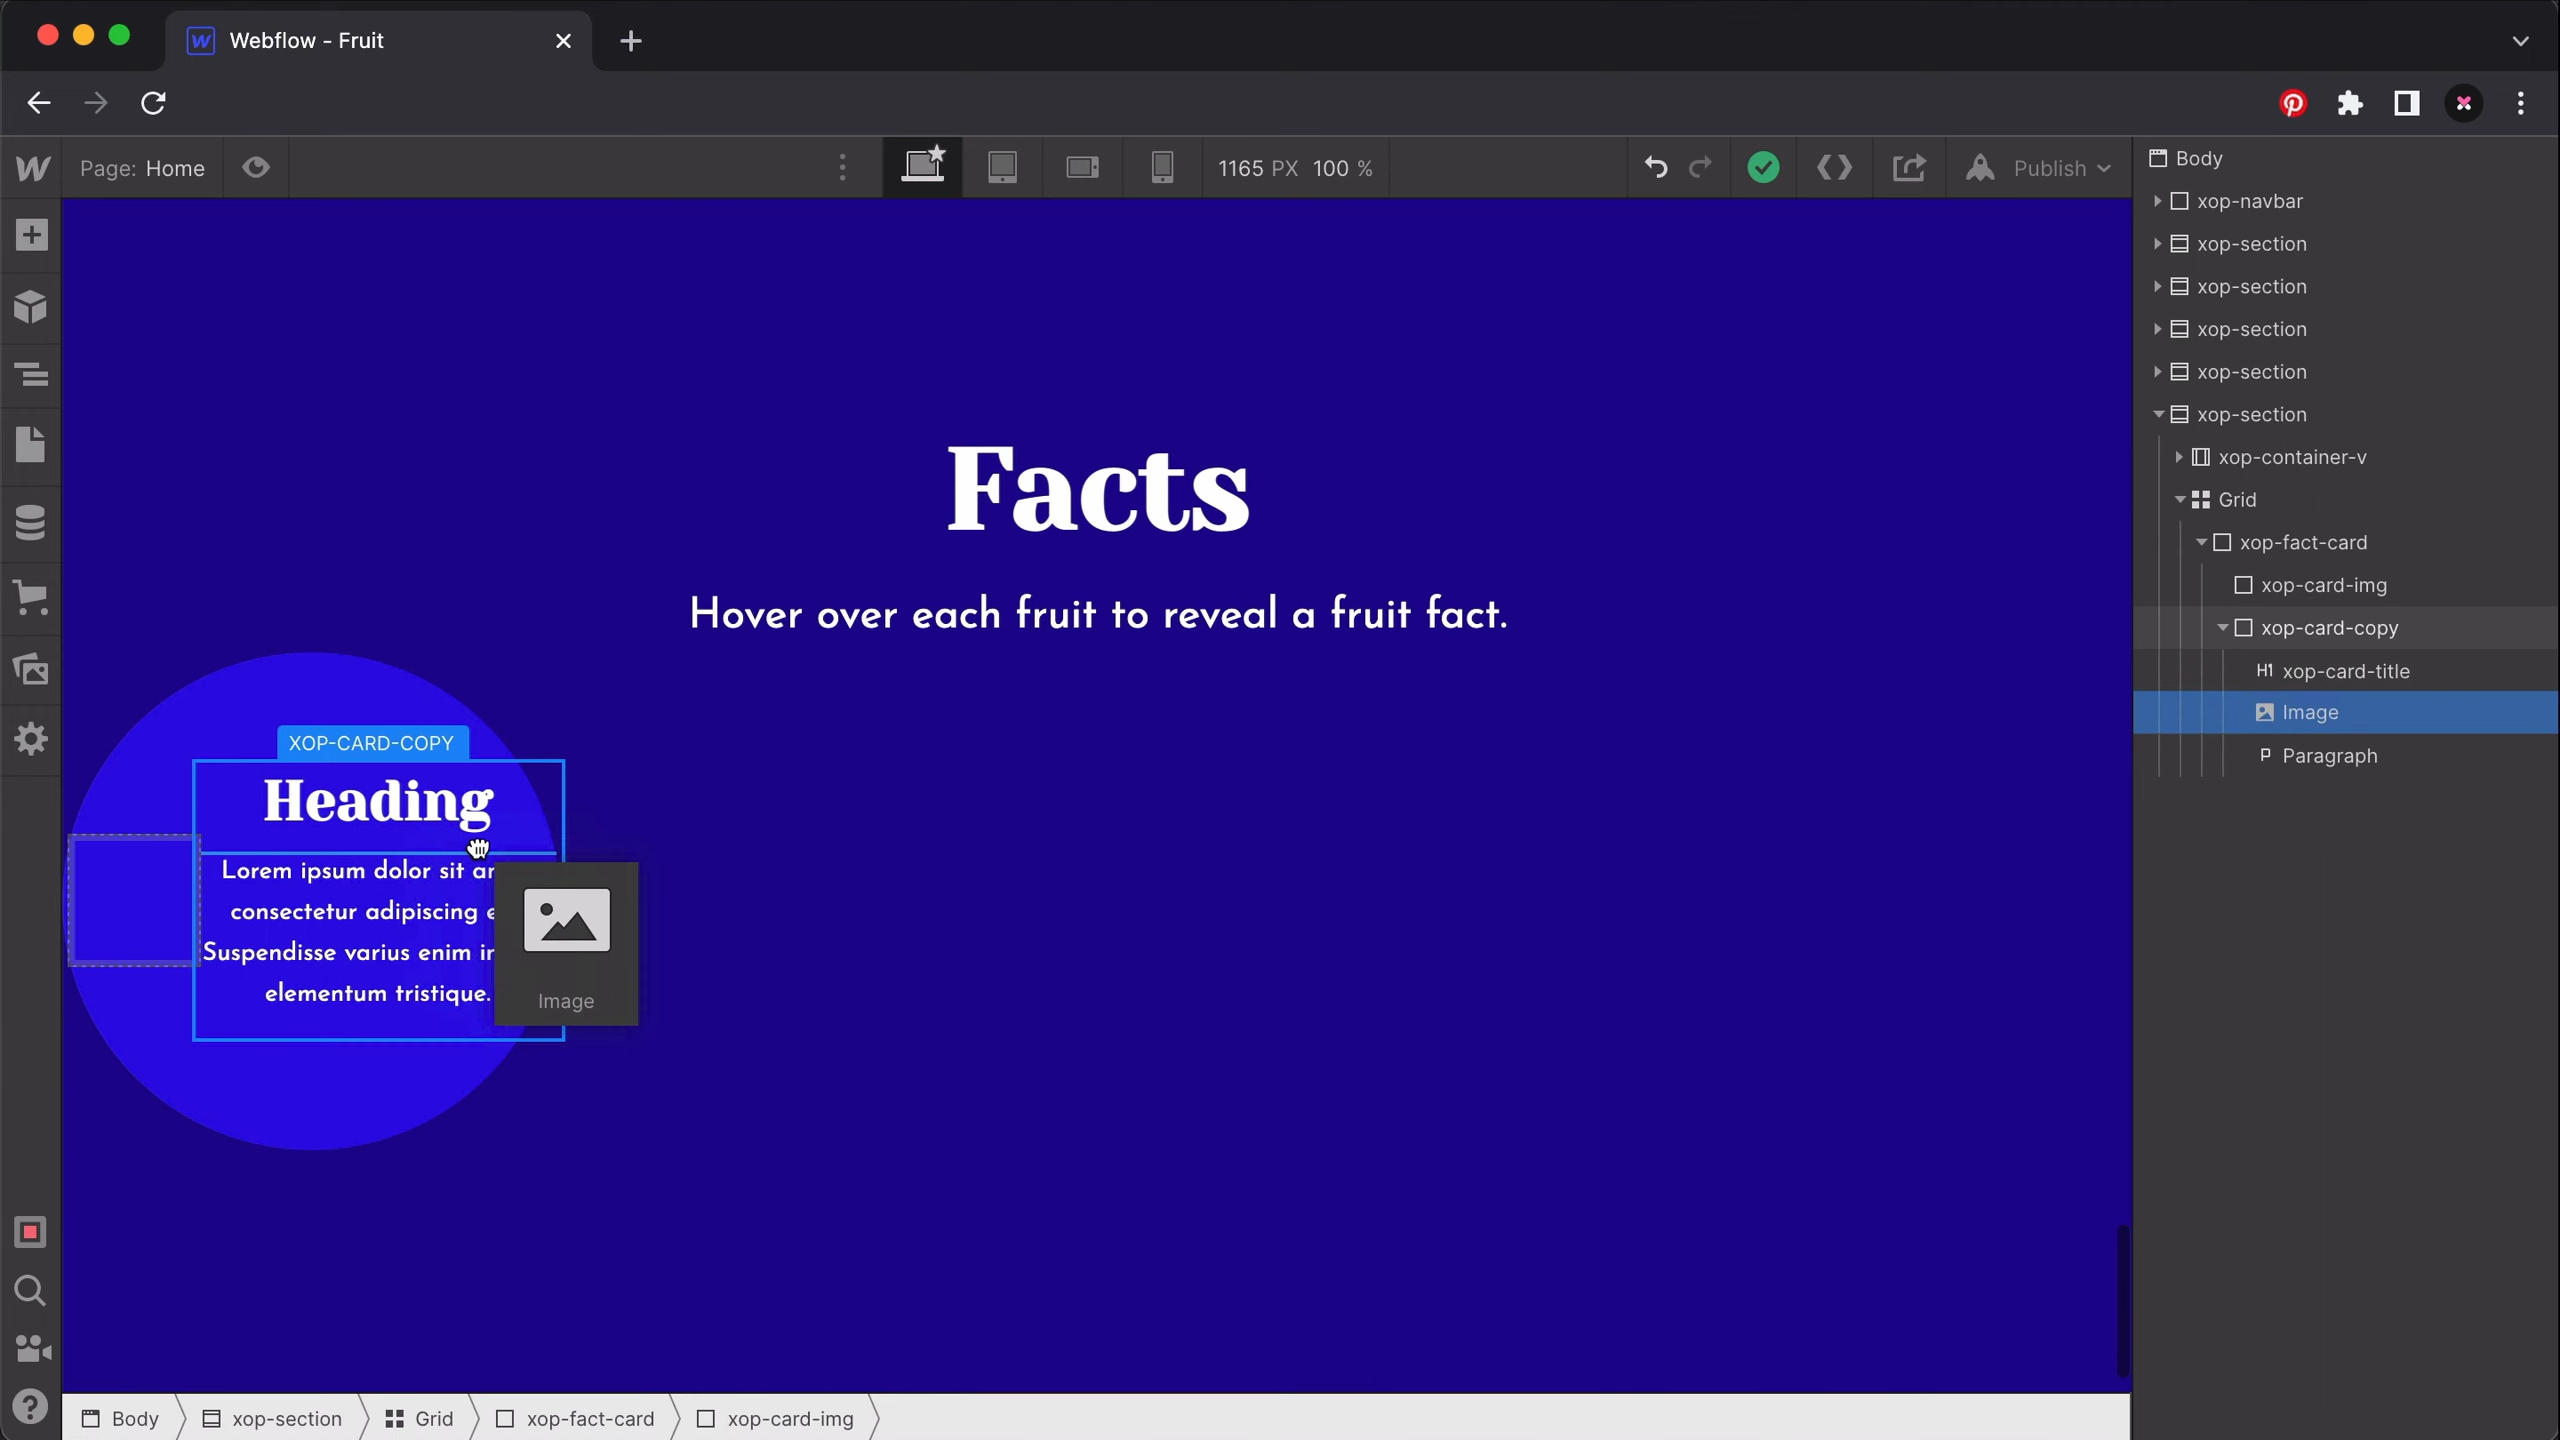 Webflow - Fruit
Page: Home
1165 PX 100 %
Publish
Body
xop-navbar
xop-section
xop-section
xop-section
xop-section
xop-section
xop-container-v
Grid
xop-fact-card
xop-card-img
xop-card-copy
H1 xop-card-title
Image
P Paragraph
Facts
Hover over each fruit to reveal a fruit fact.
XOP-CARD-COPY
Heading
Lorem ipsum dolor sit
consectetur adipiscing
Suspendisse varius enim
elementum tristique.
Image
Body xop-section Grid xop-fact-card xop-card-img